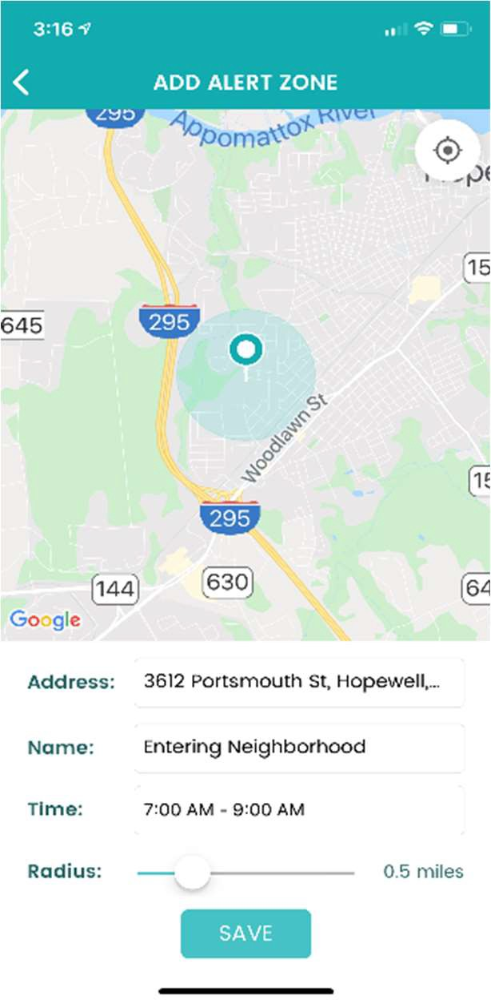 3:16
ADD ALERT ZONE
295
Appomattox River
15
645
295
Woodlawn St
15
295
144
630
64
Google
Address: 3612 Portsmouth St, Hopewell,...
Name: Entering Neighborhood
Time: 7:00 AM - 9:00 AM
Radius: 0.5 miles
SAVE